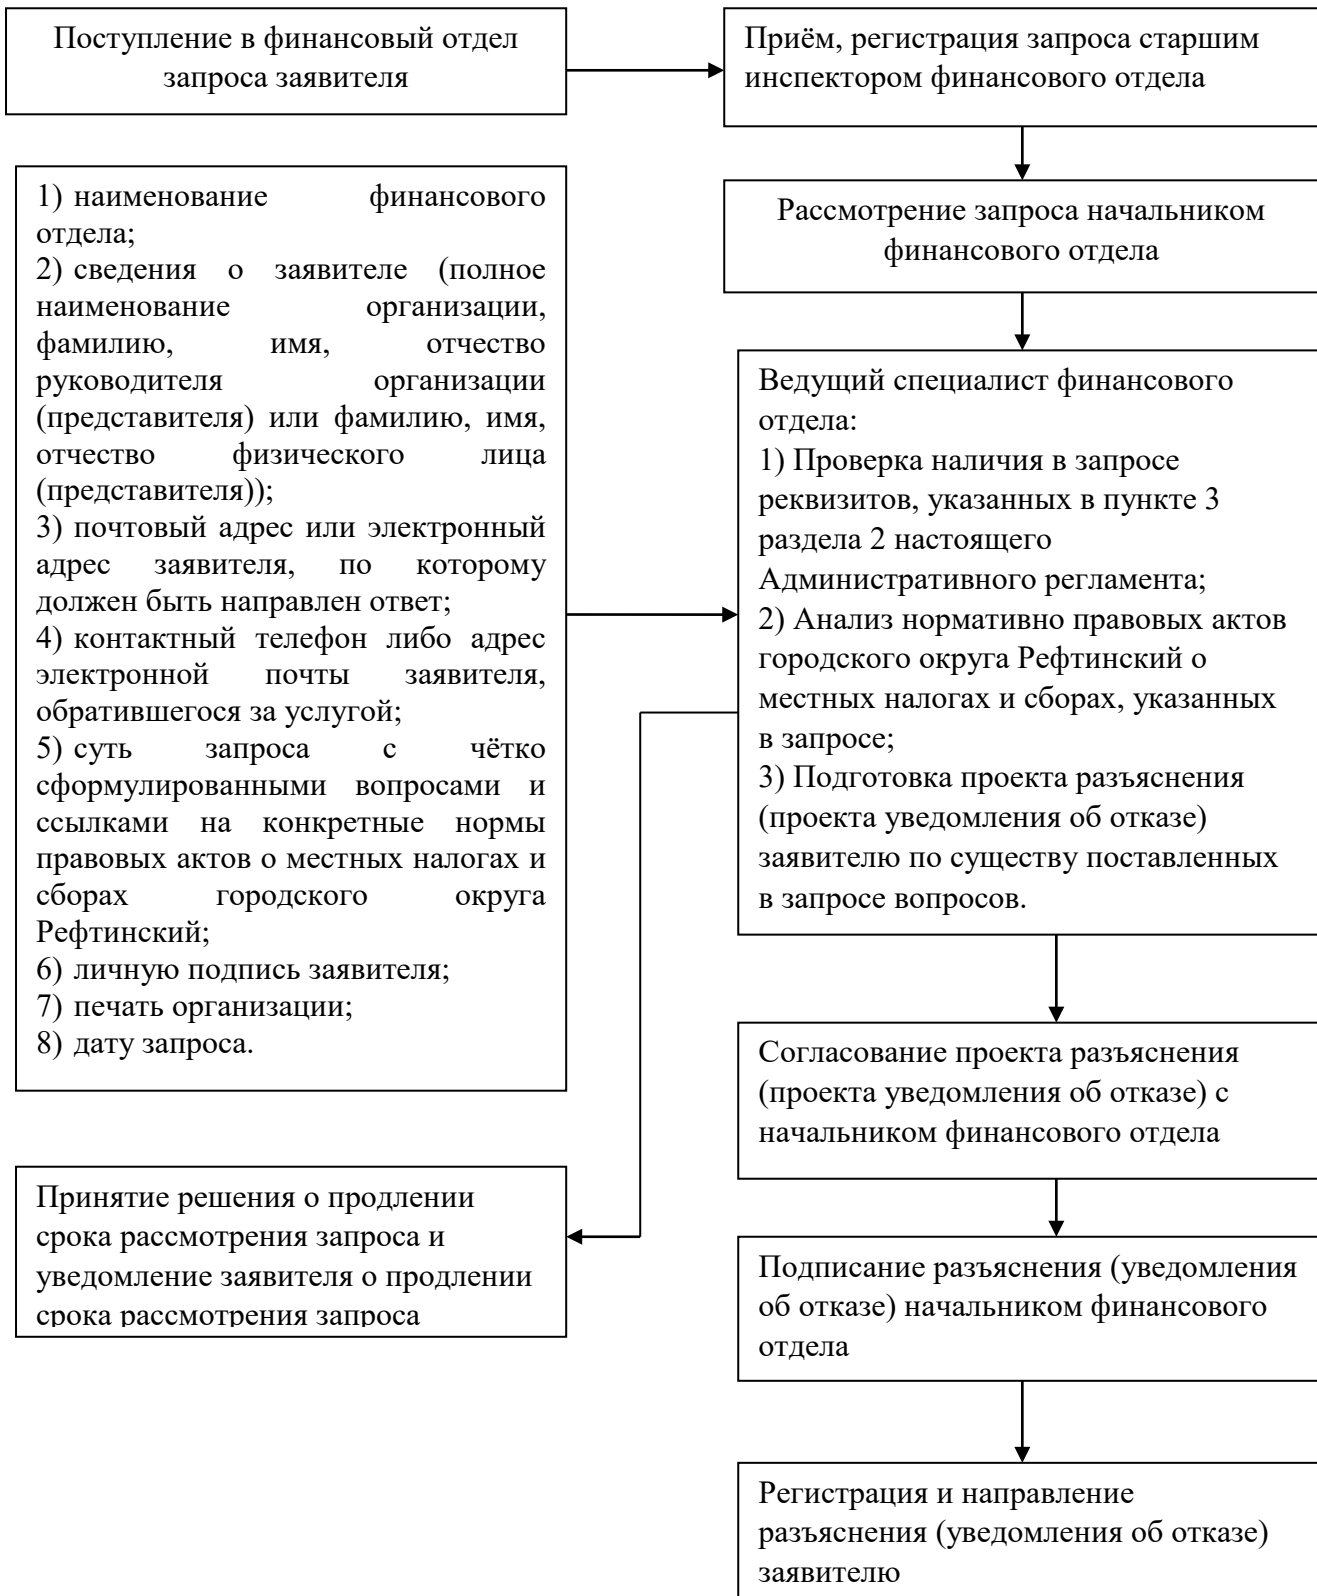 Поступление в финансовый отдел
запроса заявителя
Приём, регистрация запроса старшим
инспектором финансового отдела
Рассмотрение запроса начальником
финансового отдела
1) наименование финансового
отдела;
2) сведения о заявителе (полное
наименование организации,
фамилию, имя, отчество
руководителя организации
(представителя) или фамилию, имя,
отчество физического лица
(представителя));
3) почтовый адрес или электронный
адрес заявителя, по которому
должен быть направлен ответ;
4) контактный телефон либо адрес
электронной почты заявителя,
обратившегося за услугой;
5) суть запроса с чётко
сформулированными вопросами и
ссылками на конкретные нормы
правовых актов о местных налогах и
сборах городского округа
Рефтинский;
6) личную подпись заявителя;
7) печать организации;
8) дату запроса.
Ведущий специалист финансового
отдела:
1) Проверка наличия в запросе
реквизитов, указанных в пункте 3
раздела 2 настоящего
Административного регламента;
2) Анализ нормативно правовых актов
городского округа Рефтинский о
местных налогах и сборах, указанных
в запросе;
3) Подготовка проекта разъяснения
(проекта уведомления об отказе)
заявителю по существу поставленных
в запросе вопросов.
Согласование проекта разъяснения
(проекта уведомления об отказе) с
начальником финансового отдела
Принятие решения о продлении
срока рассмотрения запроса и
уведомление заявителя о продлении
срока рассмотрения запроса
Подписание разъяснения (уведомления
об отказе) начальником финансового
отдела
Регистрация и направление
разъяснения (уведомления об отказе)
заявителю